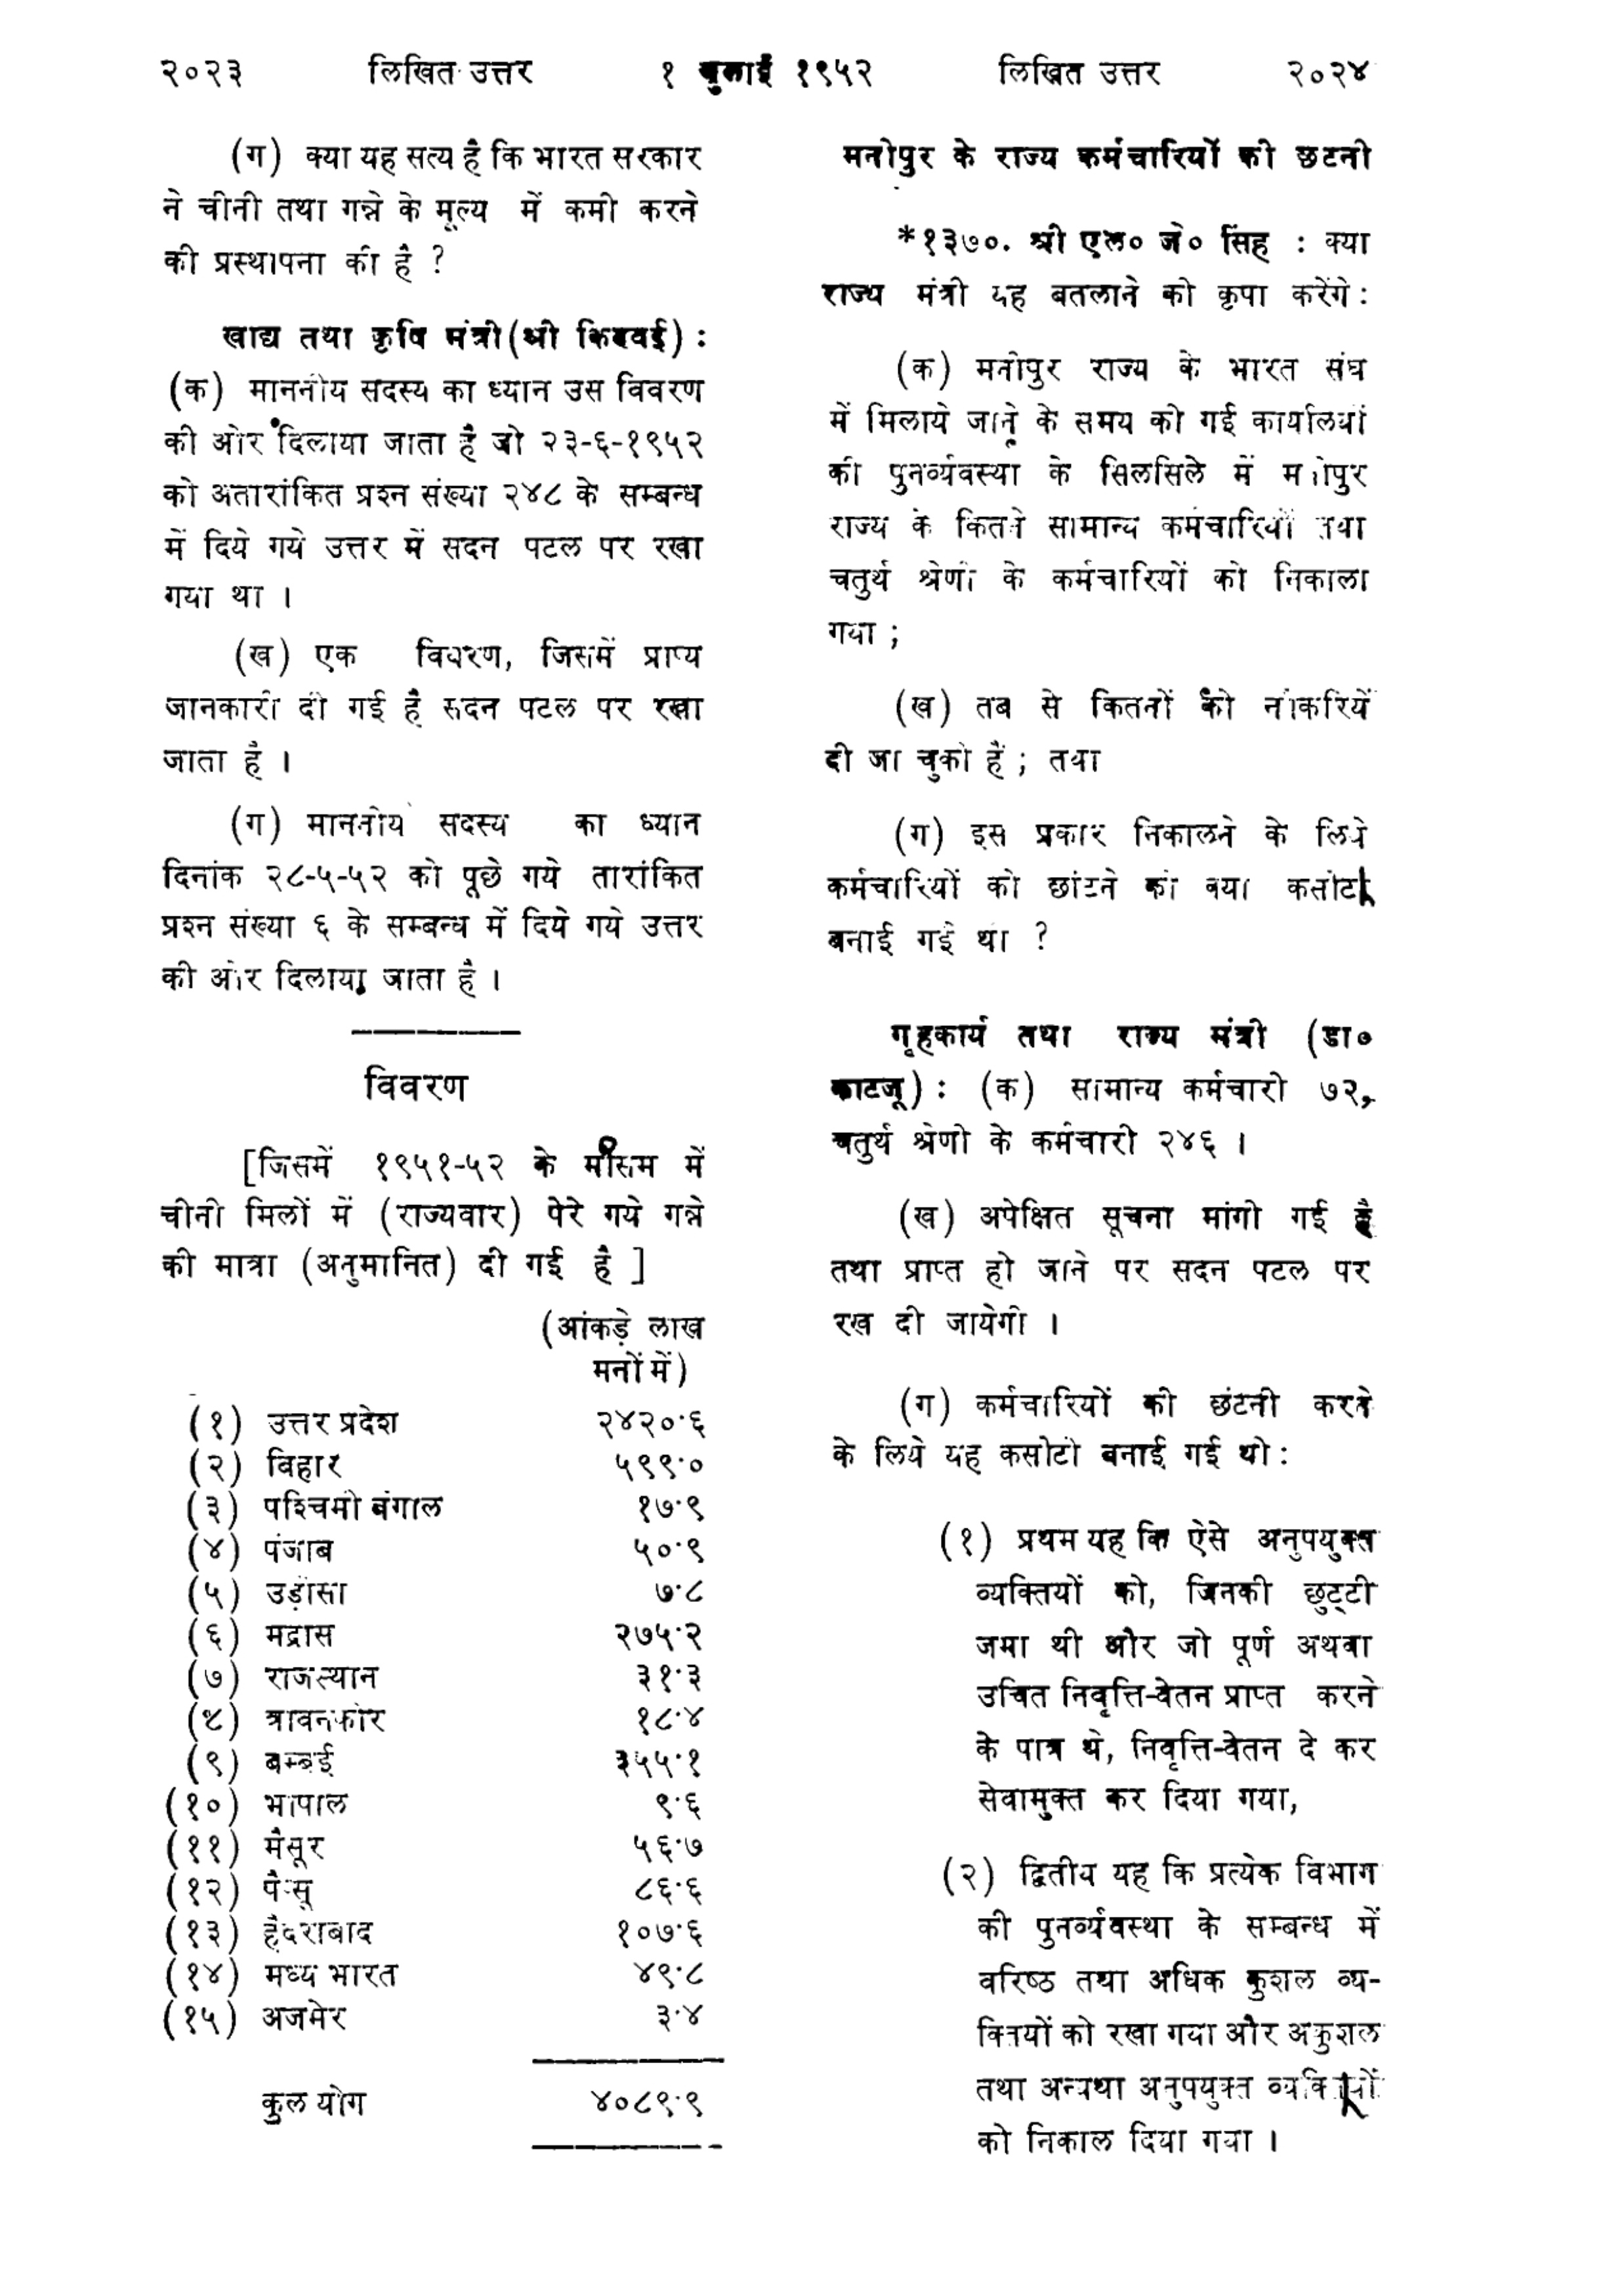 २०२३ लिखित उत्तर १ जुलाई १९५२ लिखित उत्तर २०२४
(ग) क्या यह सत्य है कि भारत सरकार
ने चीनी तथा गन्ने के मूल्य में कमी करने
की प्रस्थापना की है ?
खाद्य तथा कृषि मंत्री (श्री किदवई) :
(क) माननीय सदस्य का ध्यान उस विवरण
की ओर दिलाया जाता है जो २३-६-१९५२
को अतारांकित प्रश्न संख्या २४८ के सम्बन्ध
में दिये गये उत्तर में सदन पटल पर रखा
गया था ।
(ख) एक विवरण, जिसमें प्राप्य
जानकारी दी गई है सदन पटल पर रखा
जाता है ।
(ग) माननीय सदस्य का ध्यान
दिनांक २८-५-५२ को पूछे गये तारांकित
प्रश्न संख्या ६ के सम्बन्ध में दिये गये उत्तर
की ओर दिलाया जाता है ।
विवरण
[जिसमें १९५१-५२ के मौसम में
चीनी मिलों में (राज्यवार) पेरे गये गन्ने
की मात्रा (अनुमानित) दी गई है ]
(आंकड़े लाख
मनों में)
(१) उत्तर प्रदेश २४२०·६
(२) विहार ५९९·०
(३) पश्चिमी बंगाल १७·९
(४) पंजाब ५०·९
(५) उड़ीसा ७·८
(६) मद्रास २७५·२
(७) राजस्थान ३१·३
(८) त्रावनकोर १८·४
(९) बम्बई ३५५·१
(१०) भोपाल ९·६
(११) मैसूर ५६·७
(१२) पैप्सू ८६·६
(१३) हैदराबाद १०७·६
(१४) मध्य भारत ४९·८
(१५) अजमेर ३·४
कुल योग ४०८९·९
मनीपुर के राज्य कर्मचारियों की छटनी
*१३७०. श्री एल० जे० सिंह : क्या
राज्य मंत्री यह बतलाने की कृपा करेंगे :
(क) मनीपुर राज्य के भारत संघ
में मिलाये जाने के समय की गई कार्यालयों
की पुनर्व्यवस्था के सिलसिले में मनीपुर
राज्य के कितने सामान्य कर्मचारियों तथा
चतुर्थ श्रेणी के कर्मचारियों को निकाला
गया ;
(ख) तब से कितनों को नौकरियें
दी जा चुकी हैं ; तथा
(ग) इस प्रकार निकालने के लिये
कर्मचारियों को छांटने की क्या कसौटी
बनाई गई थी ?
गृहकार्य तथा राज्य मंत्री (डा०
काटजू) : (क) सामान्य कर्मचारी ७२,
चतुर्थ श्रेणी के कर्मचारी २४६ ।
(ख) अपेक्षित सूचना मांगी गई है
तथा प्राप्त हो जाने पर सदन पटल पर
रख दी जायेगी ।
(ग) कर्मचारियों की छंटनी करने
के लिये यह कसौटी बनाई गई थी :
(१) प्रथम यह कि ऐसे अनुपयुक्त
व्यक्तियों को, जिनकी छुट्टी
जमा थी और जो पूर्ण अथवा
उचित निवृत्ति-वेतन प्राप्त करने
के पात्र थे, निवृत्ति-वेतन दे कर
सेवामुक्त कर दिया गया,
(२) द्वितीय यह कि प्रत्येक विभाग
की पुनर्व्यवस्था के सम्बन्ध में
वरिष्ठ तथा अधिक कुशल व्य-
क्तियों को रखा गया और अकुशल
तथा अन्यथा अनुपयुक्त व्यक्तियों
को निकाल दिया गया ।